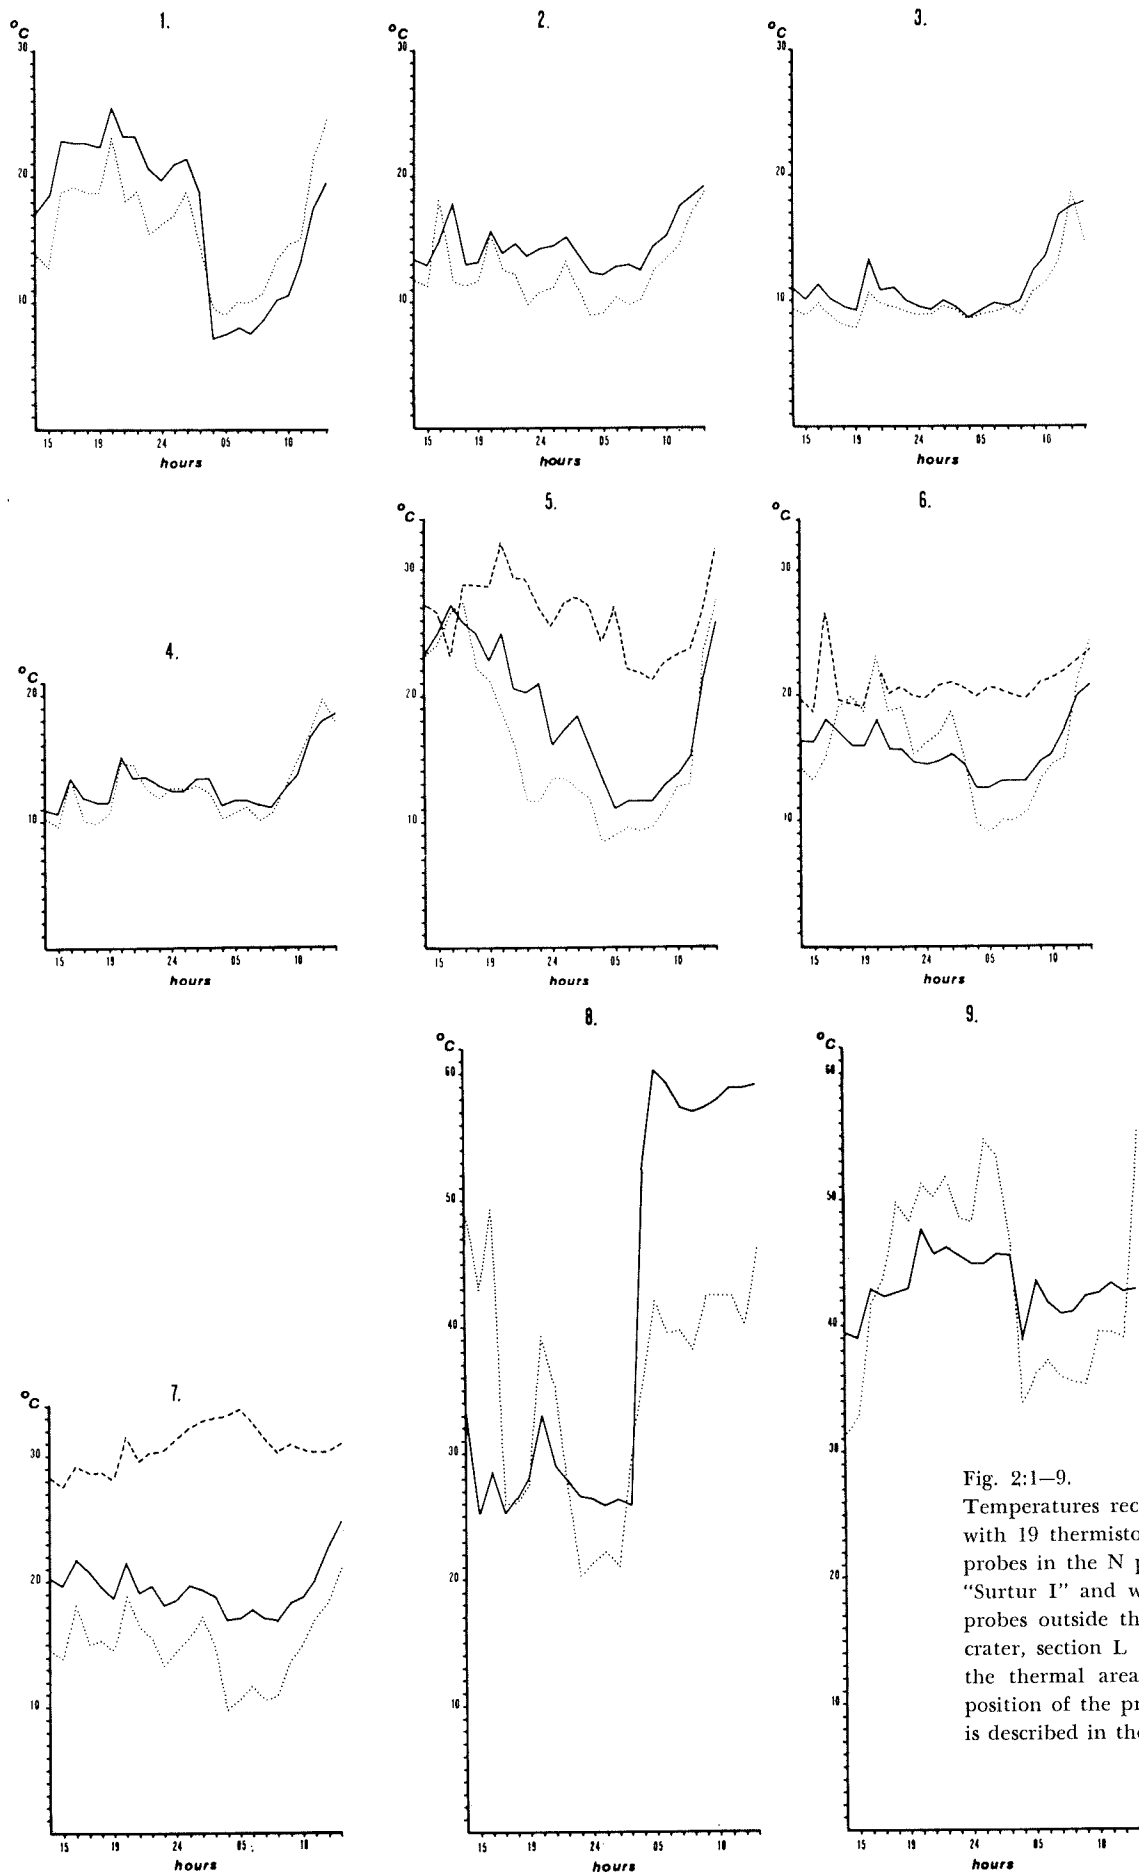 1.
°C
30
20
10
15 19 24 05 10
hours
2.
°C
30
20
10
15 19 24 05 10
hours
3.
°C
30
20
10
15 19 24 05 10
hours
4.
°C
20
10
15 19 24 05 10
hours
5.
°C
30
20
10
15 19 24 05 10
hours
6.
°C
30
20
10
15 19 24 05 10
hours
7.
°C
30
20
10
15 19 24 05 10
hours
8.
°C
60
50
40
30
20
10
15 19 24 05 10
hours
9.
°C
60
50
40
30
20
10
15 19 24 05 10
hours
Fig. 2:1—9.
Temperatures rec
with 19 thermisto
probes in the N p
“Surtur I” and w
probes outside th
crater, section L
the thermal area
position of the pr
is described in the